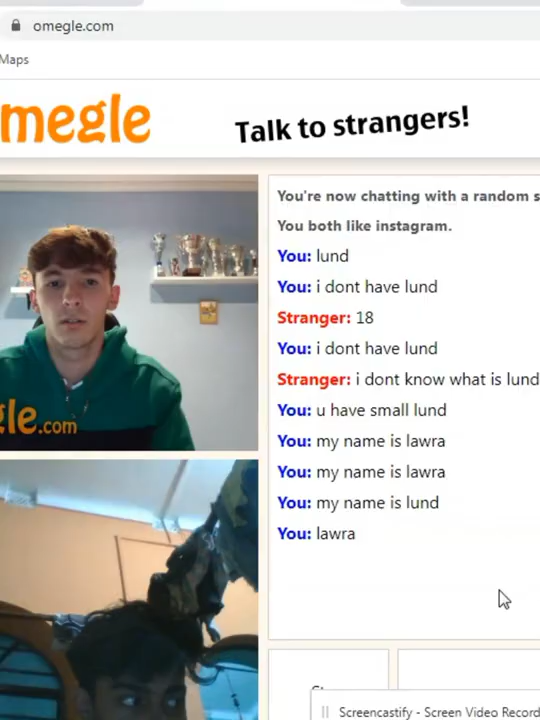 omegle.com
Maps
megle
Talk to strangers!
You're now chatting with a random s
You both like instagram.
You: lund
You: i dont have lund
Stranger: 18
You: i dont have lund
Stranger: i dont know what is lund
You: u have small lund
You: my name is lawra
You: my name is lawra
You: my name is lund
You: lawra
gle.com
Screencastify - Screen Video Record